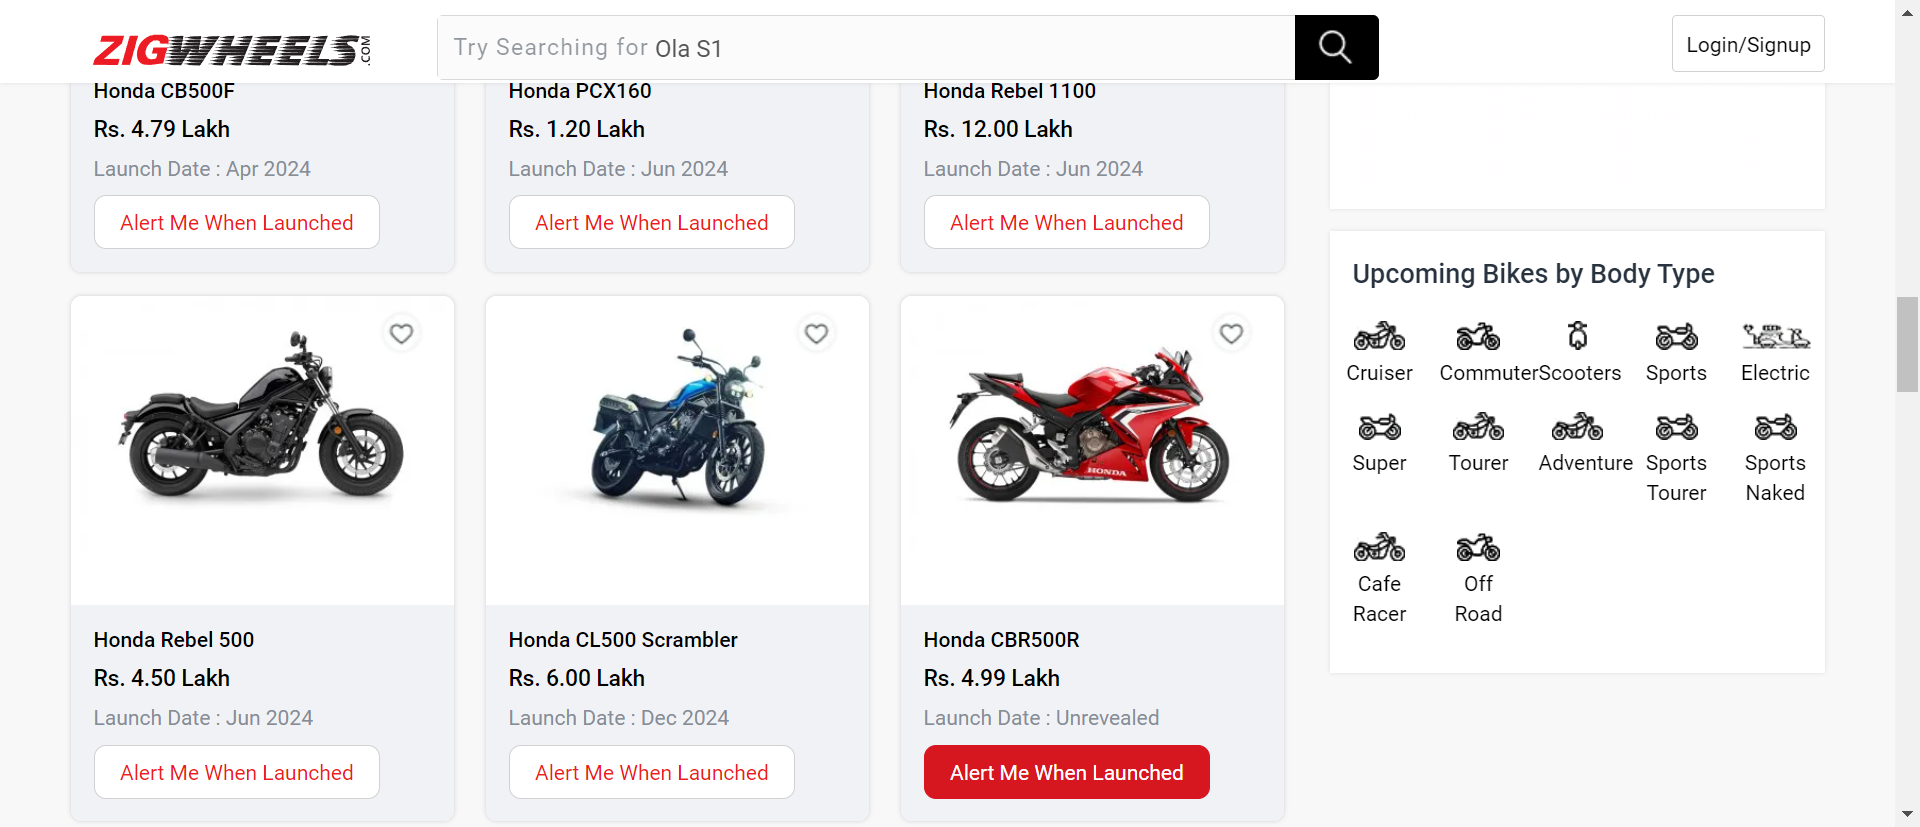 ZIGWHEELS.COM
Try Searching for Ola S1
Login/Signup
Honda CB500F
Rs. 4.79 Lakh
Launch Date : Apr 2024
Alert Me When Launched
Honda PCX160
Rs. 1.20 Lakh
Launch Date : Jun 2024
Alert Me When Launched
Honda Rebel 1100
Rs. 12.00 Lakh
Launch Date : Jun 2024
Alert Me When Launched
Honda Rebel 500
Rs. 4.50 Lakh
Launch Date : Jun 2024
Alert Me When Launched
Honda CL500 Scrambler
Rs. 6.00 Lakh
Launch Date : Dec 2024
Alert Me When Launched
HONDA
Honda CBR500R
Rs. 4.99 Lakh
Launch Date : Unrevealed
Alert Me When Launched
Upcoming Bikes by Body Type
Cruiser
Commuter
Scooters
Sports
Electric
Super
Tourer
Adventure
Sports
Tourer
Sports
Naked
Cafe
Racer
Off
Road